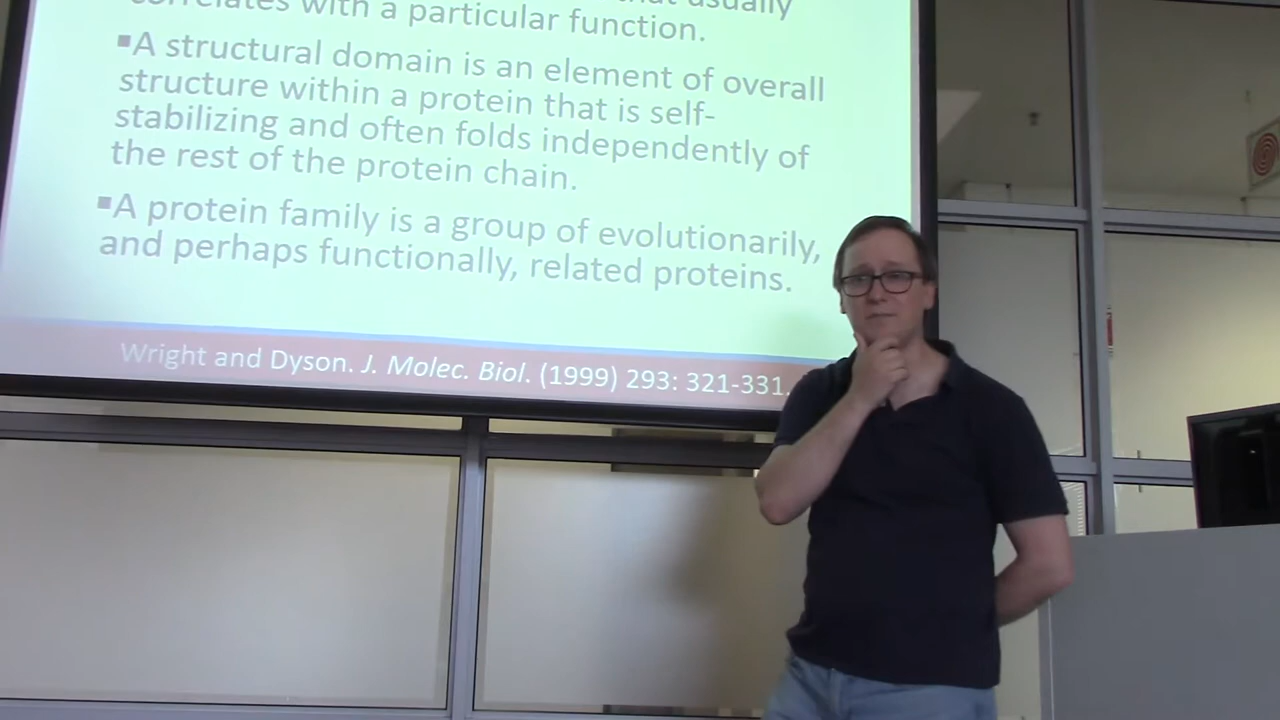 that usually
correlates with a particular function.
▪A structural domain is an element of overall
structure within a protein that is self-
stabilizing and often folds independently of
the rest of the protein chain.
▪A protein family is a group of evolutionarily,
and perhaps functionally, related proteins.
Wright and Dyson. J. Molec. Biol. (1999) 293: 321-331.